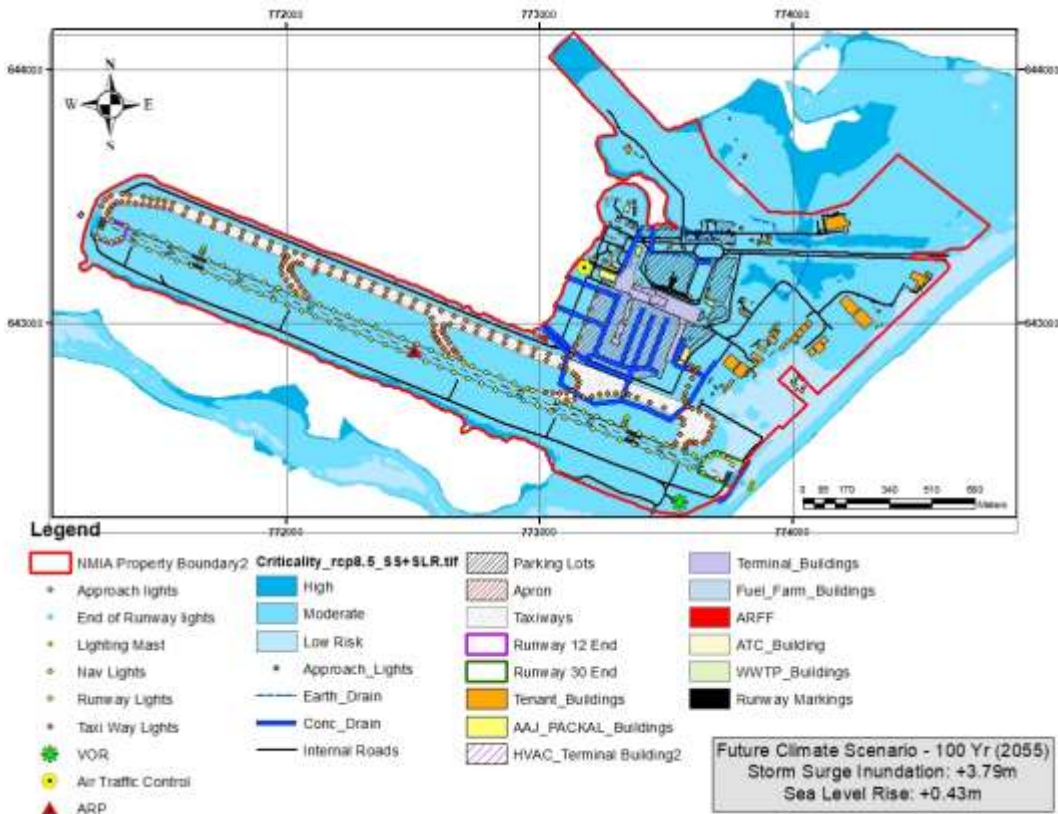 772000 773000 774000
644000 644000
N
W E
S
643000 643000
0 85 170 340 510 680
Meters
772000 773000 774000
Legend
NMIA Property Boundary2
Approach lights
End of Runway lights
Lighting Mast
Nav Lights
Runway Lights
Taxi Way Lights
VOR
Air Traffic Control
ARP
Criticality_rcp8.5_SS+SLR.tif
High
Moderate
Low Risk
Approach_Lights
Earth_Drain
Conc_Drain
Internal Roads
Parking Lots
Apron
Taxiways
Runway 12 End
Runway 30 End
Tenant_Buildings
AAJ_PACKAL_Buildings
HVAC_Terminal Building2
Terminal_Buildings
Fuel_Farm_Buildings
ARFF
ATC_Building
WWTP_Buildings
Runway Markings
Future Climate Scenario - 100 Yr (2055)
Storm Surge Inundation: +3.79m
Sea Level Rise: +0.43m